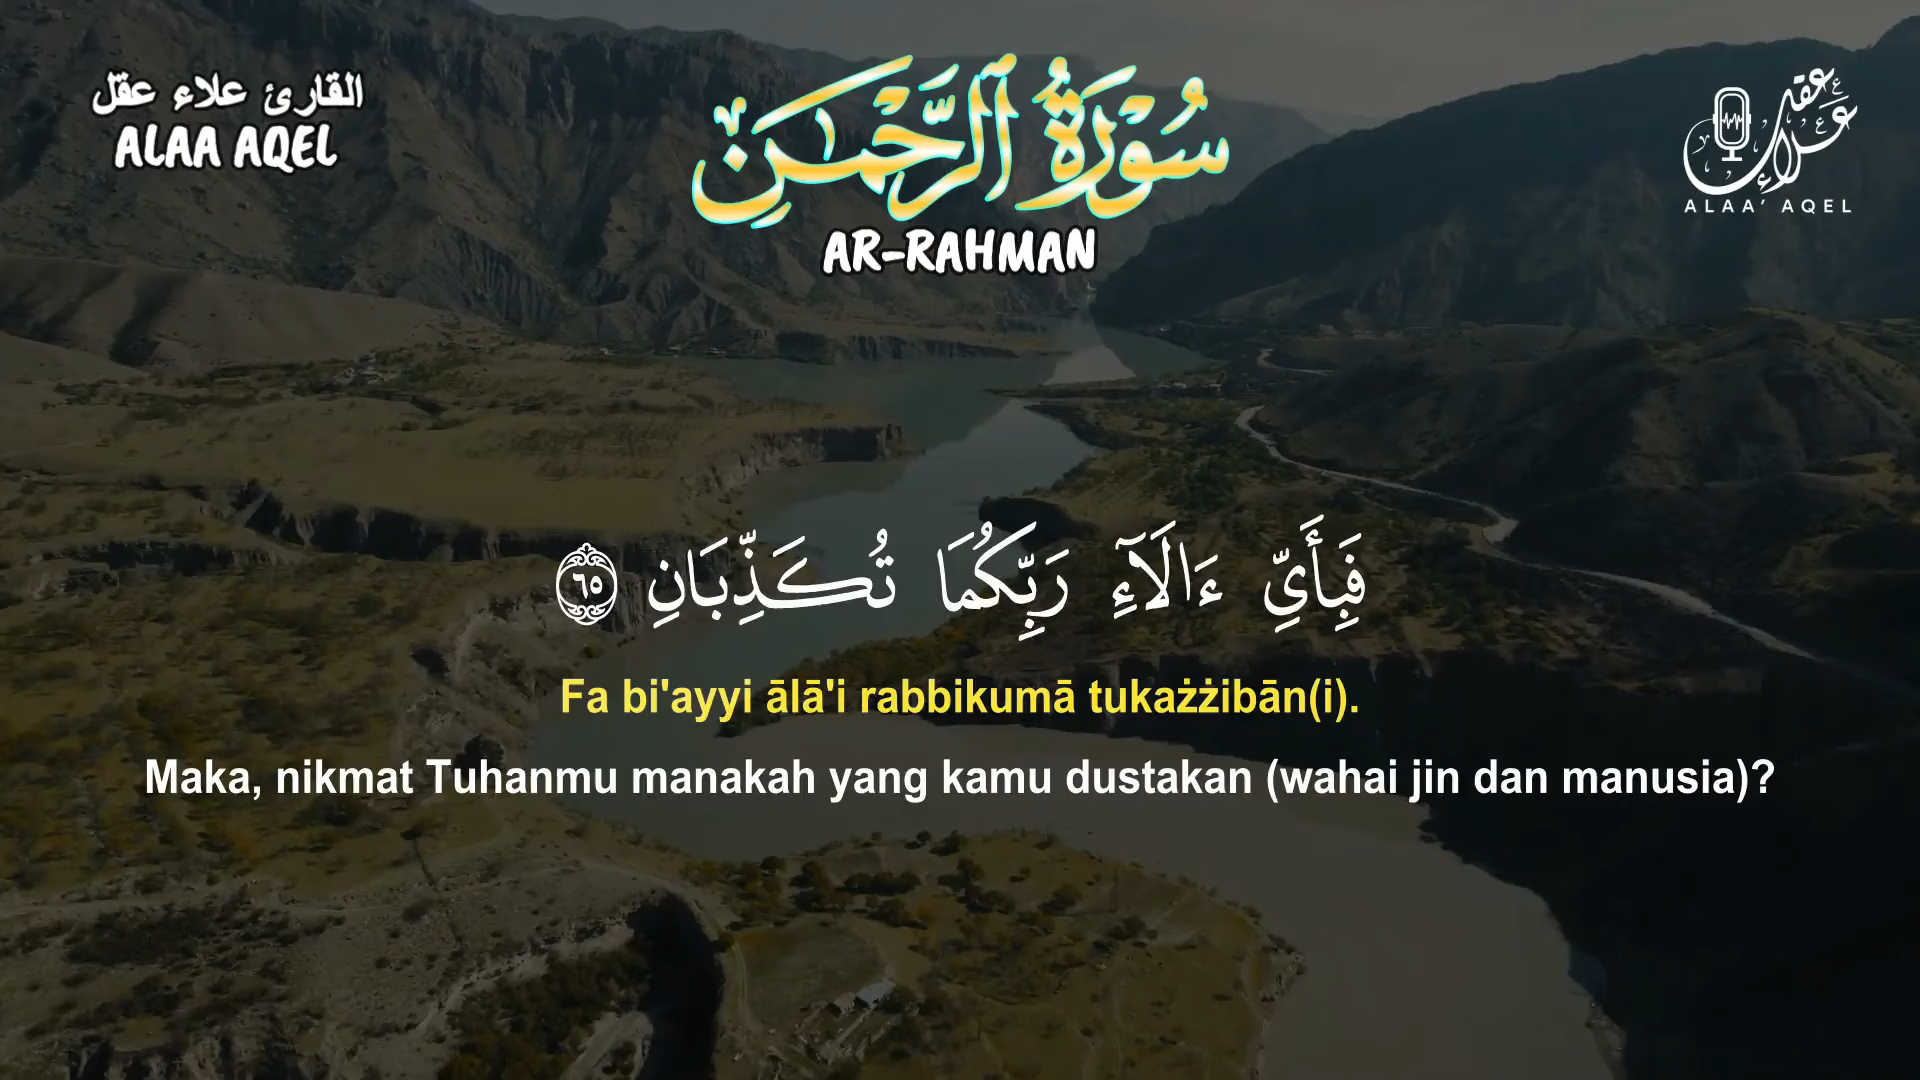 القارئ علاء عقل
ALAA AQEL
سُورَةُ ٱلرَّحْمَـٰنِ
AR-RAHMAN
علاء عقل
ALAA' AQEL
فَبِأَيِّ ءَالَآءِ رَبِّكُمَا تُكَذِّبَانِ ٦٥
Fa bi'ayyi ālā'i rabbikumā tukażżibān(i).
Maka, nikmat Tuhanmu manakah yang kamu dustakan (wahai jin dan manusia)?